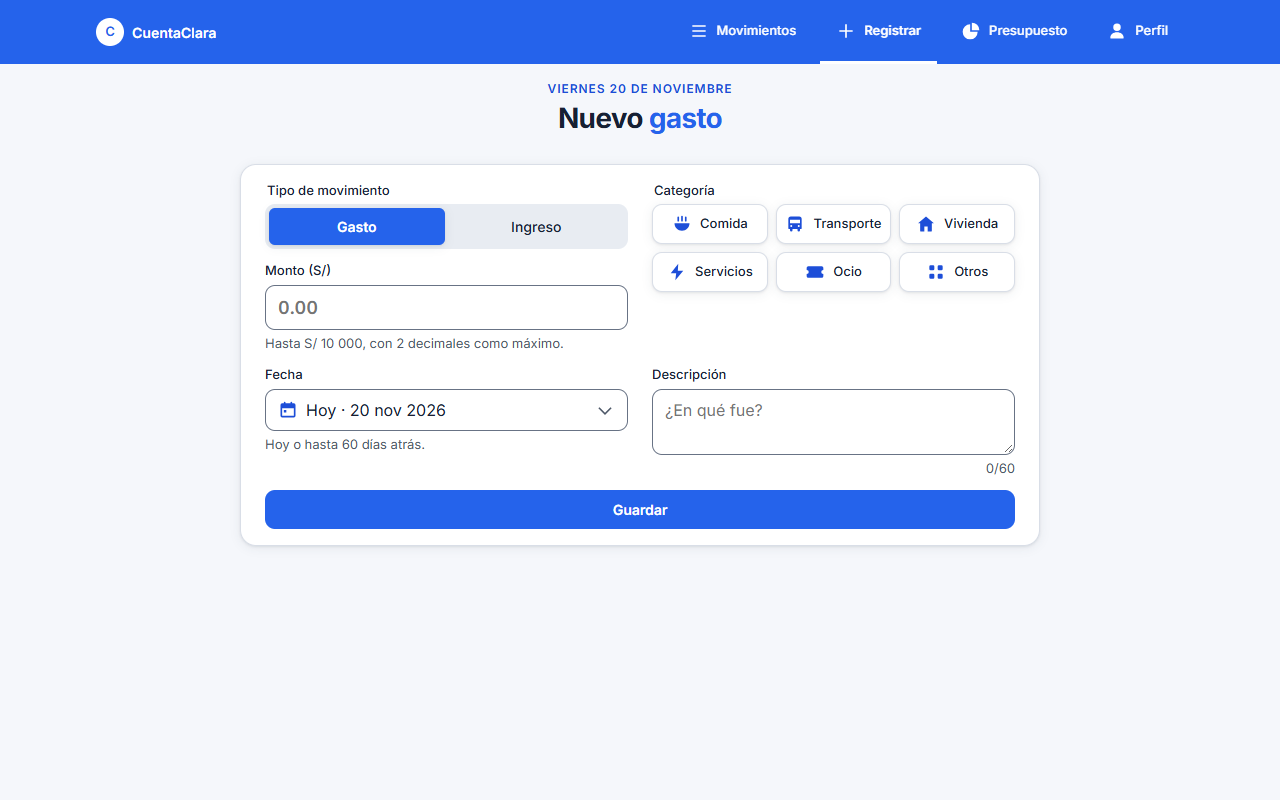 C CuentaClara
Movimientos
Registrar
Presupuesto
Perfil
VIERNES 20 DE NOVIEMBRE
Nuevo gasto
Tipo de movimiento
Gasto
Ingreso
Categoría
Comida
Transporte
Vivienda
Servicios
Ocio
Otros
Monto (S/)
0.00
Hasta S/ 10 000, con 2 decimales como máximo.
Fecha
Hoy · 20 nov 2026
Hoy o hasta 60 días atrás.
Descripción
¿En qué fue?
0/60
Guardar